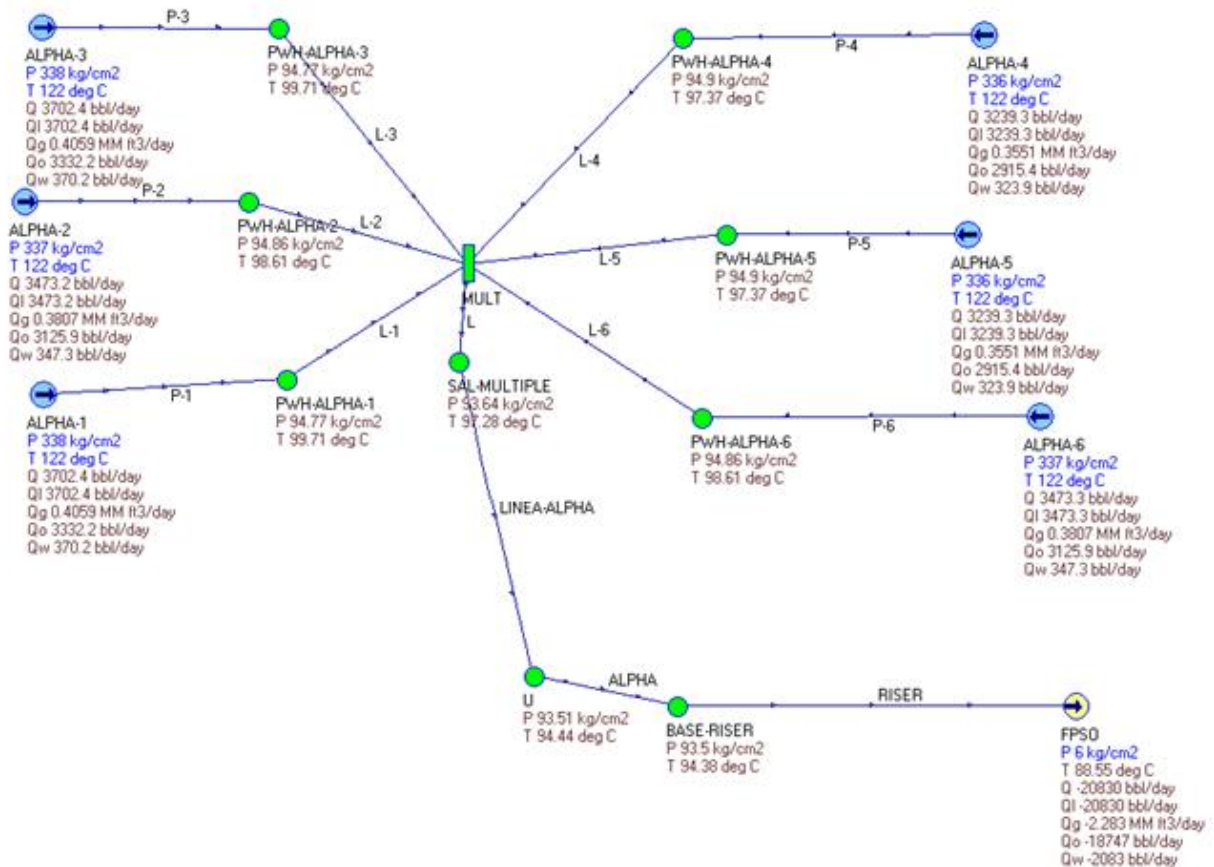 P-3
ALPHA-3
P 338 kg/cm2
T 122 deg C
Q 3702.4 bbl/day
Ql 3702.4 bbl/day
Qg 0.4059 MM ft3/day
Qo 3332.2 bbl/day
Qw 370.2 bbl/day
PWH-ALPHA-3
P 94.77 kg/cm2
T 99.71 deg C
L-3
P-4
PWH-ALPHA-4
P 94.9 kg/cm2
T 97.37 deg C
L-4
ALPHA-4
P 336 kg/cm2
T 122 deg C
Q 3239.3 bbl/day
Ql 3239.3 bbl/day
Qg 0.3551 MM ft3/day
Qo 2915.4 bbl/day
Qw 323.9 bbl/day
P-2
ALPHA-2
P 337 kg/cm2
T 122 deg C
Q 3473.2 bbl/day
Ql 3473.2 bbl/day
Qg 0.3807 MM ft3/day
Qo 3125.9 bbl/day
Qw 347.3 bbl/day
PWH-ALPHA-2
P 94.86 kg/cm2
T 98.61 deg C
L-2
MULT
L-5
PWH-ALPHA-5
P 94.9 kg/cm2
T 97.37 deg C
P-5
ALPHA-5
P 336 kg/cm2
T 122 deg C
Q 3239.3 bbl/day
Ql 3239.3 bbl/day
Qg 0.3551 MM ft3/day
Qo 2915.4 bbl/day
Qw 323.9 bbl/day
L-1
P-1
ALPHA-1
P 338 kg/cm2
T 122 deg C
Q 3702.4 bbl/day
Ql 3702.4 bbl/day
Qg 0.4059 MM ft3/day
Qo 3332.2 bbl/day
Qw 370.2 bbl/day
PWH-ALPHA-1
P 94.77 kg/cm2
T 99.71 deg C
L
SAL-MULTIPLE
P 93.64 kg/cm2
T 97.28 deg C
L-6
PWH-ALPHA-6
P 94.86 kg/cm2
T 98.61 deg C
P-6
ALPHA-6
P 337 kg/cm2
T 122 deg C
Q 3473.3 bbl/day
Ql 3473.3 bbl/day
Qg 0.3807 MM ft3/day
Qo 3125.9 bbl/day
Qw 347.3 bbl/day
LINEA-ALPHA
U
P 93.51 kg/cm2
T 94.44 deg C
ALPHA
BASE-RISER
P 93.5 kg/cm2
T 94.38 deg C
RISER
FPSO
P 6 kg/cm2
T 88.55 deg C
Q -20830 bbl/day
Ql -20830 bbl/day
Qg -2.283 MM ft3/day
Qo -18747 bbl/day
Qw -2083 bbl/day